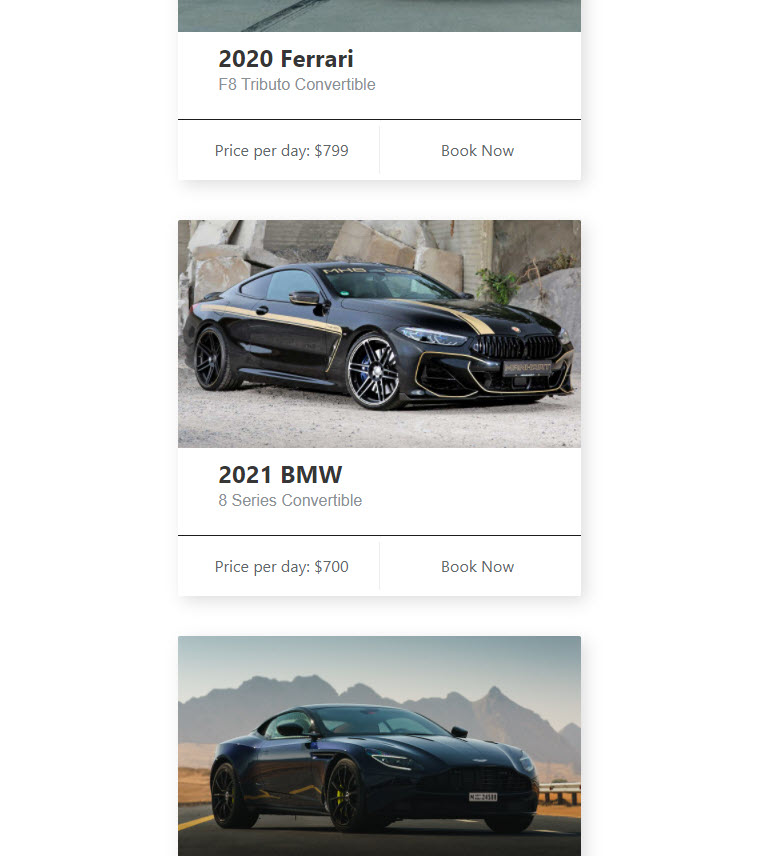 2020 Ferrari
F8 Tributo Convertible
Price per day: $799
Book Now
2021 BMW
8 Series Convertible
MANHART
Price per day: $700
Book Now